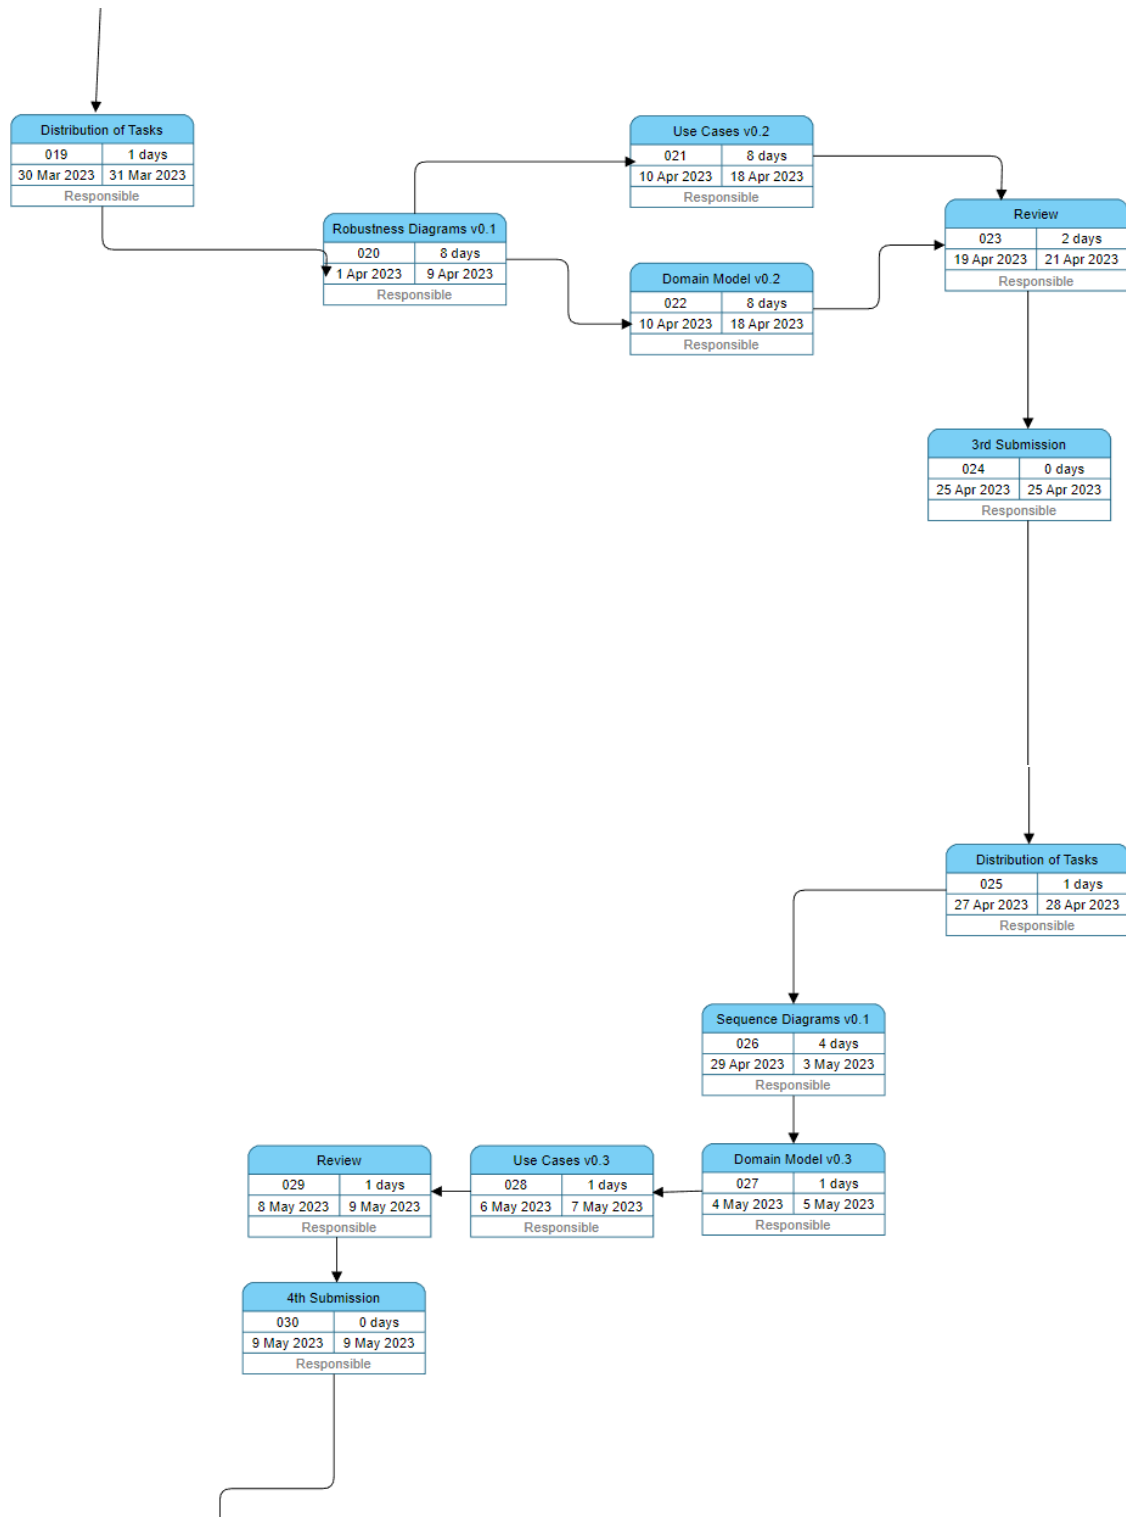 Distribution of Tasks
019 1 days
30 Mar 2023 31 Mar 2023
Responsible
Robustness Diagrams v0.1
020 8 days
1 Apr 2023 9 Apr 2023
Responsible
Use Cases v0.2
021 8 days
10 Apr 2023 18 Apr 2023
Responsible
Domain Model v0.2
022 8 days
10 Apr 2023 18 Apr 2023
Responsible
Review
023 2 days
19 Apr 2023 21 Apr 2023
Responsible
3rd Submission
024 0 days
25 Apr 2023 25 Apr 2023
Responsible
Distribution of Tasks
025 1 days
27 Apr 2023 28 Apr 2023
Responsible
Sequence Diagrams v0.1
026 4 days
29 Apr 2023 3 May 2023
Responsible
Domain Model v0.3
027 1 days
4 May 2023 5 May 2023
Responsible
Use Cases v0.3
028 1 days
6 May 2023 7 May 2023
Responsible
Review
029 1 days
8 May 2023 9 May 2023
Responsible
4th Submission
030 0 days
9 May 2023 9 May 2023
Responsible